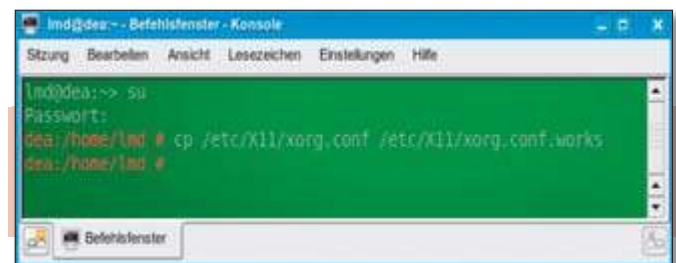 lmd@dea:~ - Befehlsfenster - Konsole
Sitzung Bearbeiten Ansicht Lesezeichen Einstellungen Hilfe
lmd@dea:~> su
Passwort:
dea:/home/lmd # cp /etc/X11/xorg.conf /etc/X11/xorg.conf.works
dea:/home/lmd #
Befehlsfenster